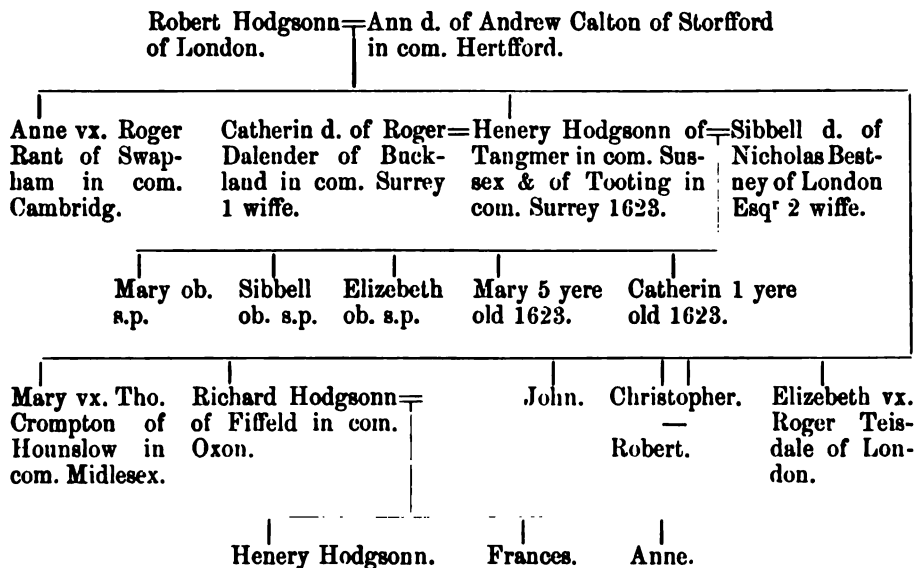 Robert Hodgsonn=Ann d. of Andrew Calton of Storfford
of London. in com. Hertfford.
Anne vx. Roger
Rant of Swap-
ham in com.
Cambridg.
Catherin d. of Roger=
Dalender of Buck-
land in com. Surrey
1 wiffe.
Henery Hodgsonn of=
Tangmer in com. Sus-
sex & of Tooting in
com. Surrey 1623.
Sibbell d. of
Nicholas Best-
ney of London
Esqr 2 wiffe.
Mary ob.
s.p.
Sibbell
ob. s.p.
Elizebeth
ob. s.p.
Mary 5 yere
old 1623.
Catherin 1 yere
old 1623.
Mary vx. Tho.
Crompton of
Hounslow in
com. Midlesex.
Richard Hodgsonn=
of Fiffeld in com.
Oxon.
John.
Christopher.
—
Robert.
Elizebeth vx.
Roger Teis-
dale of Lon-
don.
Henery Hodgsonn.
Frances.
Anne.